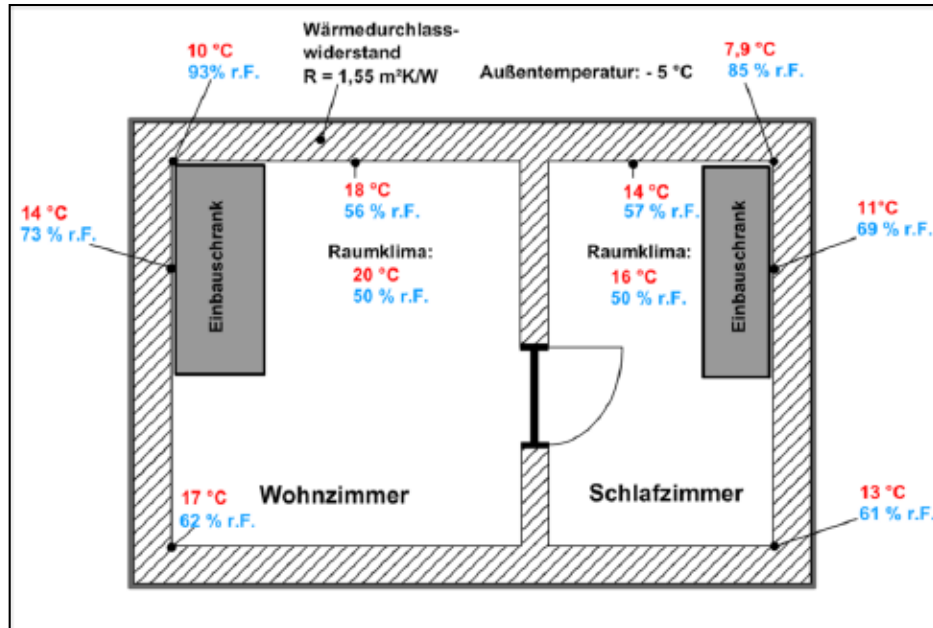 Wärmedurchlass-
widerstand
R = 1,55 m²K/W
Außentemperatur: - 5 °C
10 °C
93% r.F.
7,9 °C
85 % r.F.
18 °C
56 % r.F.
14 °C
57 % r.F.
14 °C
73 % r.F.
11°C
69 % r.F.
Einbauschrank
Raumklima:
20 °C
50 % r.F.
Raumklima:
16 °C
50 % r.F.
Einbauschrank
17 °C
62 % r.F.
Wohnzimmer
Schlafzimmer
13 °C
61 % r.F.